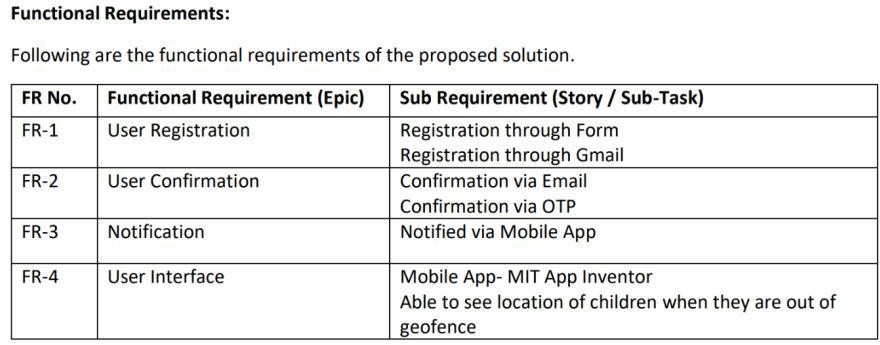 Functional Requirements:
Following are the functional requirements of the proposed solution.
FR No. Functional Requirement (Epic) Sub Requirement (Story / Sub-Task)
FR-1 User Registration Registration through Form
Registration through Gmail
FR-2 User Confirmation Confirmation via Email
Confirmation via OTP
FR-3 Notification Notified via Mobile App
FR-4 User Interface Mobile App- MIT App Inventor
Able to see location of children when they are out of
geofence